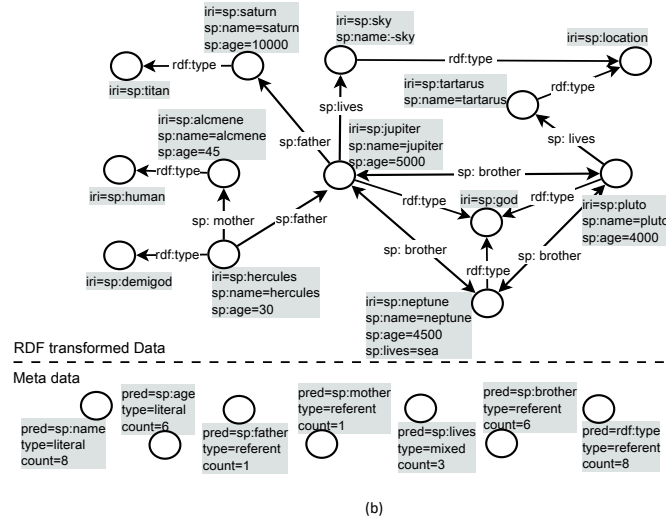 iri=sp:saturn
sp:name=saturn
sp:age=10000
iri=sp:sky
sp:name:-sky
iri=sp:location
rdf:type
rdf:type
iri=sp:titan
iri=sp:tartarus
sp:name=tartarus
rdf:type
sp:lives
iri=sp:alcmene
sp:name=alcmene
sp:age=45
sp:father
iri=sp:jupiter
sp:name=jupiter
sp:age=5000
sp: lives
rdf:type
sp: brother
iri=sp:human
rdf:type
iri=sp:god
rdf:type
iri=sp:pluto
sp:name=pluto
sp:age=4000
sp: mother
sp:father
rdf:type
sp: brother
sp: brother
iri=sp:demigod
iri=sp:hercules
sp:name=hercules
sp:age=30
rdf:type
iri=sp:neptune
sp:name=neptune
sp:age=4500
sp:lives=sea
RDF transformed Data
Meta data
pred=sp:name
type=literal
count=8
pred=sp:age
type=literal
count=6
pred=sp:father
type=referent
count=1
pred=sp:mother
type=referent
count=1
pred=sp:lives
type=mixed
count=3
pred=sp:brother
type=referent
count=6
pred=rdf:type
type=referent
count=8
(b)